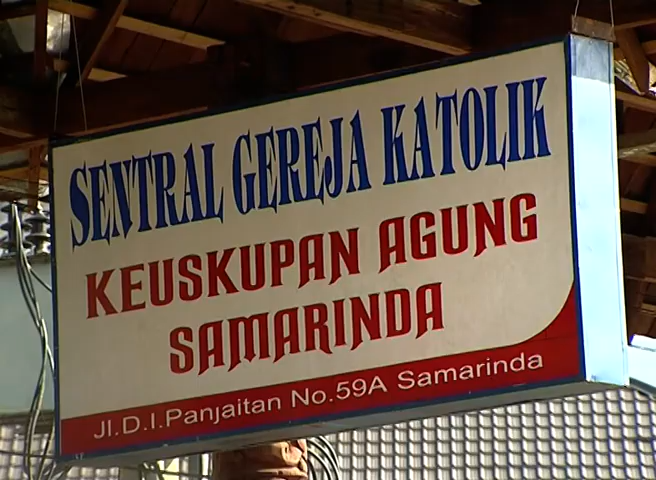 SENTRAL GEREJA KATOLIK
KEUSKUPAN AGUNG
SAMARINDA
Jl.D.I.Panjaitan No.59A Samarinda